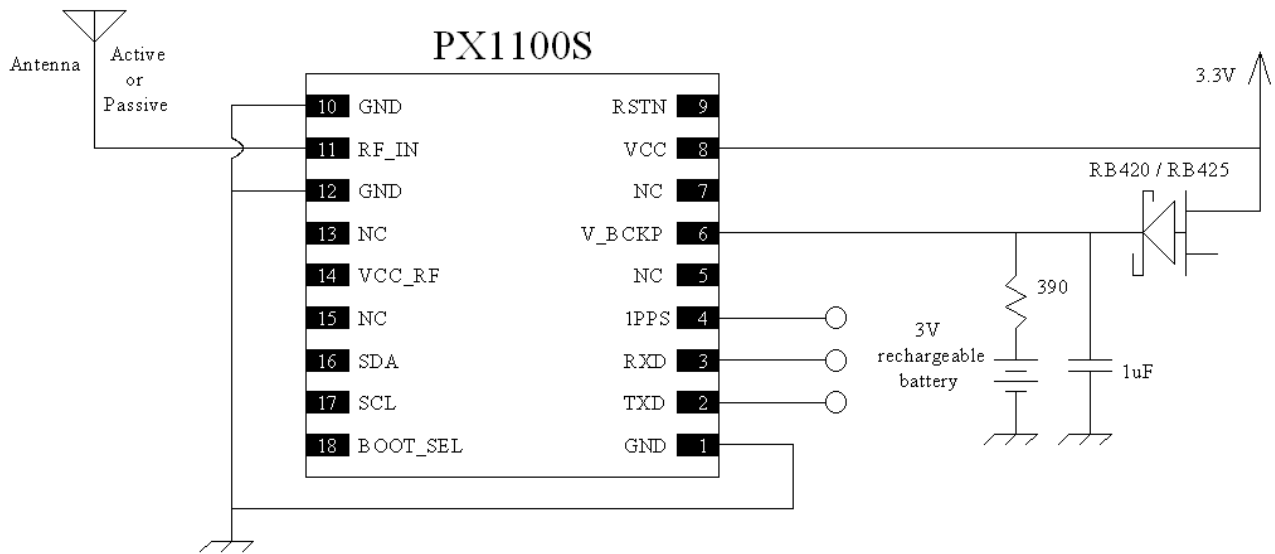 PX1100S
Antenna
Active
or
Passive
10 GND
11 RF_IN
12 GND
13 NC
14 VCC_RF
15 NC
16 SDA
17 SCL
18 BOOT_SEL
RSTN 9
VCC 8
NC 7
V_BCKP 6
NC 5
1PPS 4
RXD 3
TXD 2
GND 1
3.3V
RB420 / RB425
390
3V
rechargeable
battery
1uF